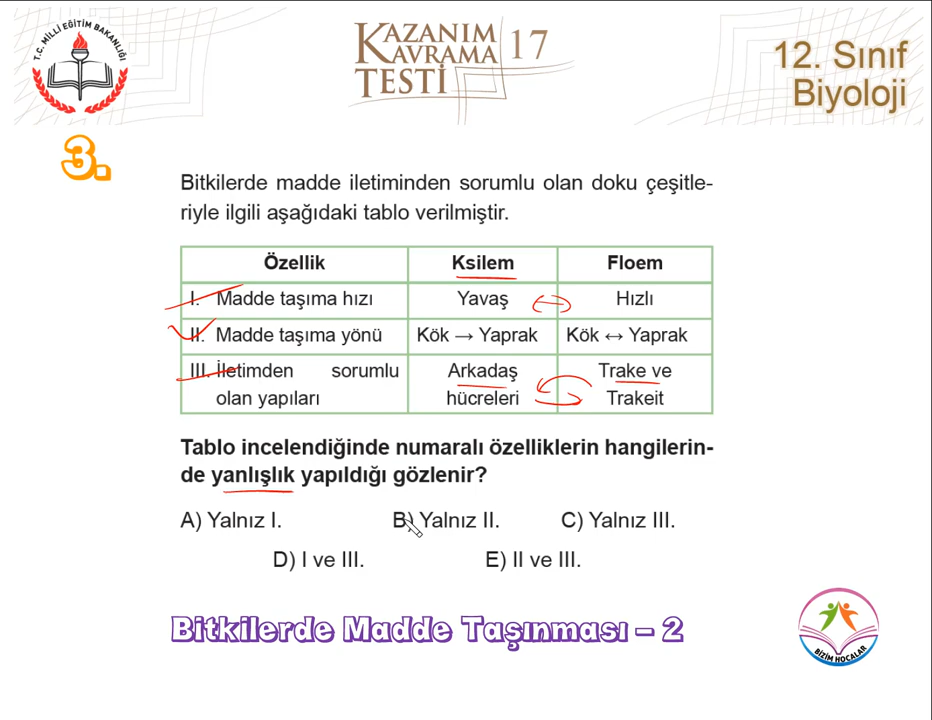 T.C. MİLLİ EĞİTİM BAKANLIĞI
KAZANIM
KAVRAMA
TESTİ
17
12. Sınıf
Biyoloji
3.
Bitkilerde madde iletiminden sorumlu olan doku çeşitle-
riyle ilgili aşağıdaki tablo verilmiştir.
Özellik Ksilem Floem
I. Madde taşıma hızı Yavaş Hızlı
II. Madde taşıma yönü Kök → Yaprak Kök ↔ Yaprak
III. İletimden sorumlu Arkadaş Trake ve
olan yapıları hücreleri Trakeit
Tablo incelendiğinde numaralı özelliklerin hangilerin-
de yanlışlık yapıldığı gözlenir?
A) Yalnız I. B) Yalnız II. C) Yalnız III.
D) I ve III. E) II ve III.
Bitkilerde Madde Taşınması - 2
BİZİM HOCALAR